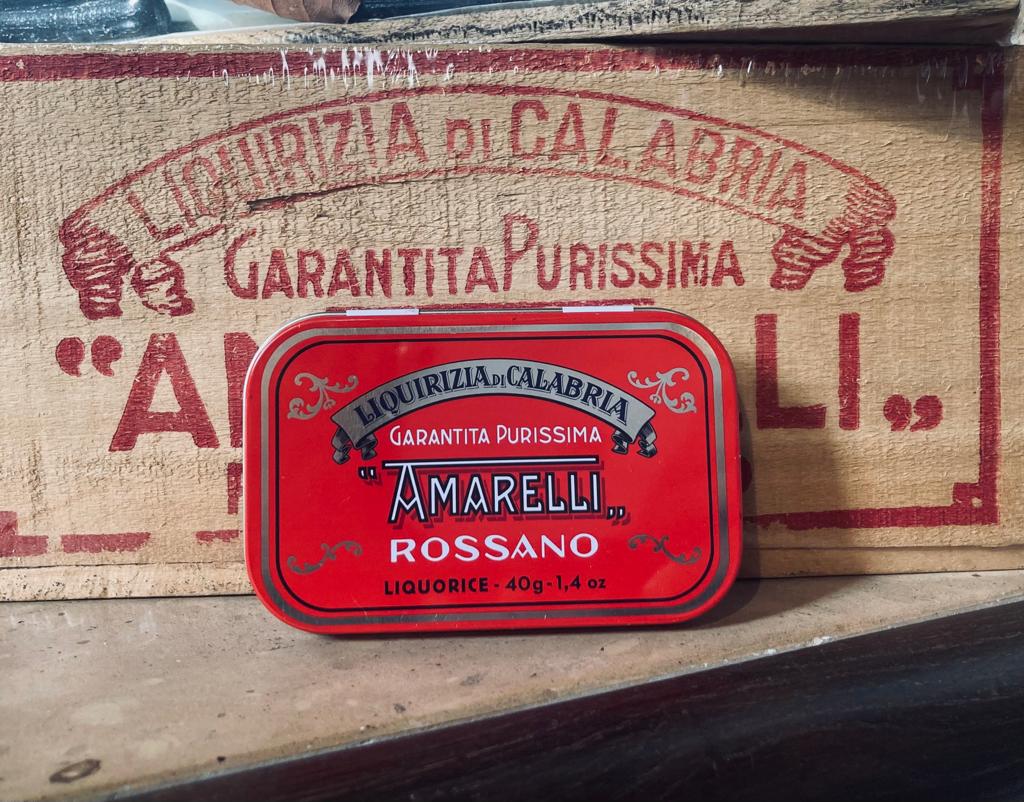 LIQUIRIZIA DI CALABRIA
GARANTITA PURISSIMA
LIQUIRIZIA DI CALABRIA
GARANTITA PURISSIMA
"AMARELLI„
ROSSANO
LIQUORICE - 40g - 1,4 oz